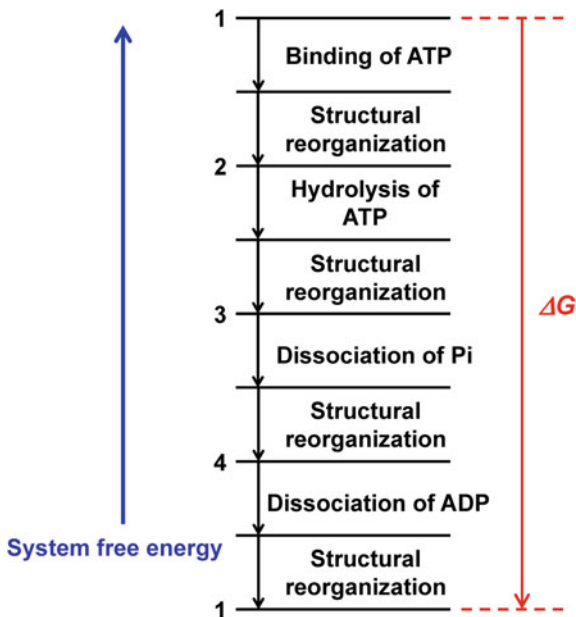 1
Binding of ATP
Structural
reorganization
2
Hydrolysis of
ATP
Structural
reorganization
3
ΔG
Dissociation of Pi
Structural
reorganization
4
Dissociation of ADP
System free energy
Structural
reorganization
1